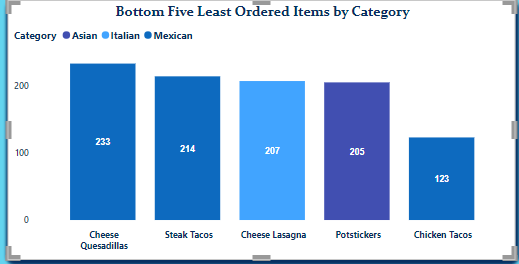 Bottom Five Least Ordered Items by Category
Category Asian Italian Mexican
200
100
0
233
214
207
205
123
Cheese
Quesadillas
Steak Tacos
Cheese Lasagna
Potstickers
Chicken Tacos